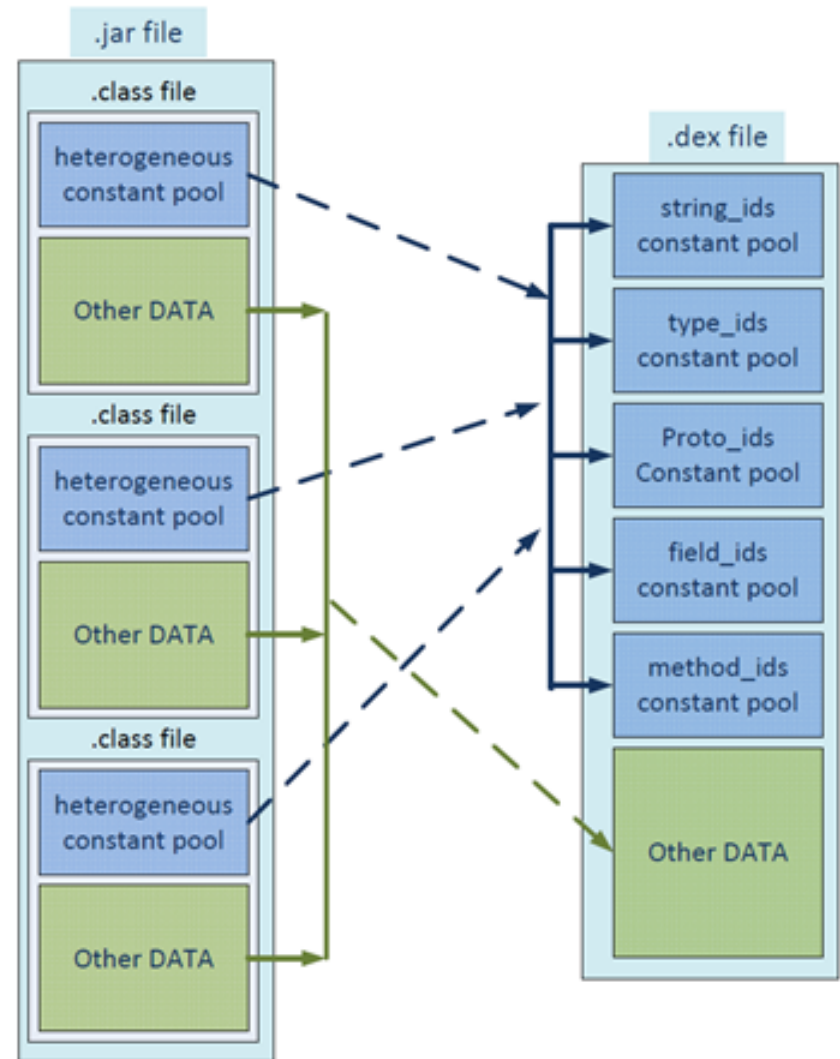 .jar file
.class file
heterogeneous
constant pool
Other DATA
.class file
heterogeneous
constant pool
Other DATA
.class file
heterogeneous
constant pool
Other DATA
.dex file
string_ids
constant pool
type_ids
constant pool
Proto_ids
Constant pool
field_ids
constant pool
method_ids
constant pool
Other DATA